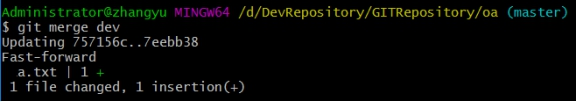 Administrator@zhangyu MINGW64 /d/DevRepository/GITRepository/oa (master)
$ git merge dev
Updating 757156c..7eebb38
Fast-forward
 a.txt | 1 +
 1 file changed, 1 insertion(+)